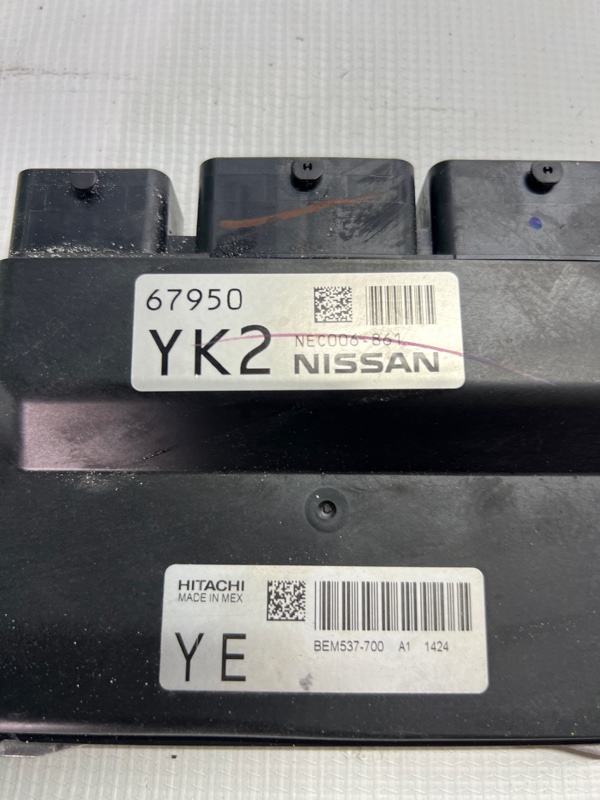 67950
YK2
NEC006-861
NISSAN
HITACHI
MADE IN MEX
YE
BEM537-700 A1 1424